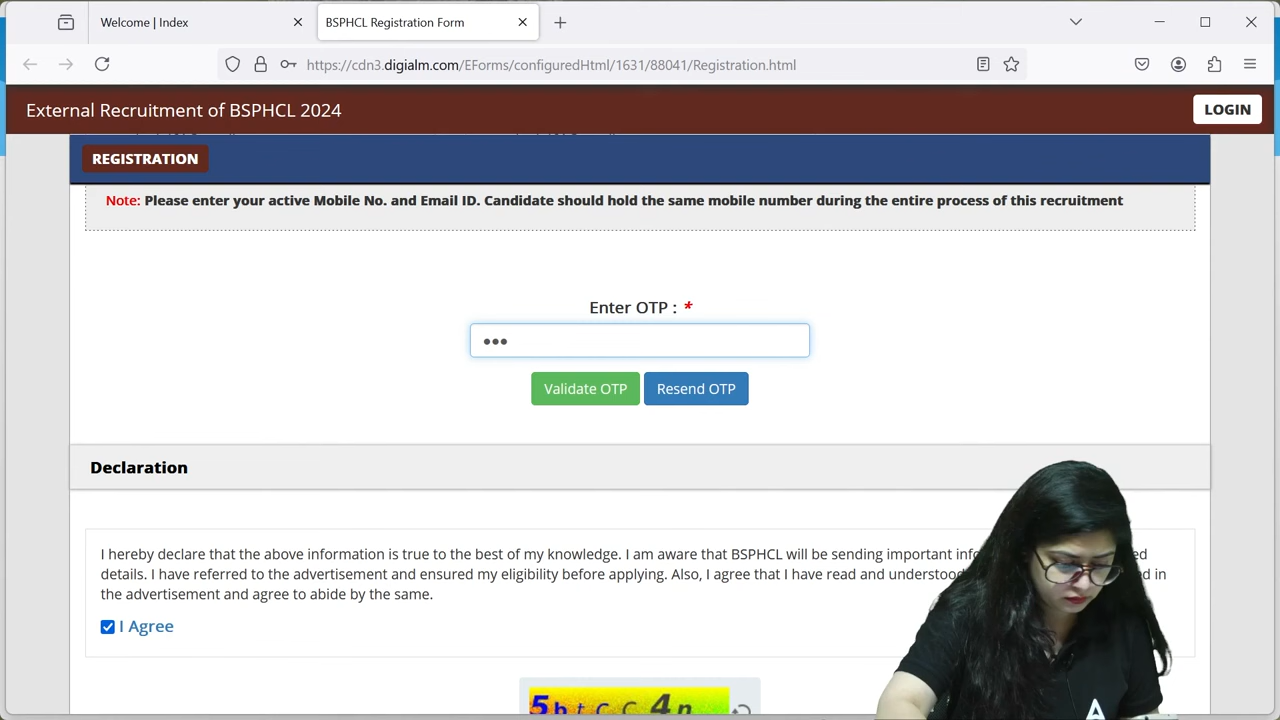 Welcome | Index
BSPHCL Registration Form
https://cdn3.digialm.com/EForms/configuredHtml/1631/88041/Registration.html
External Recruitment of BSPHCL 2024
LOGIN
REGISTRATION
Note: Please enter your active Mobile No. and Email ID. Candidate should hold the same mobile number during the entire process of this recruitment
Enter OTP : *
Validate OTP Resend OTP
Declaration
I hereby declare that the above information is true to the best of my knowledge. I am aware that BSPHCL will be sending important
details. I have referred to the advertisement and ensured my eligibility before applying. Also, I agree that I have read and understood in
the advertisement and agree to abide by the same.
I Agree